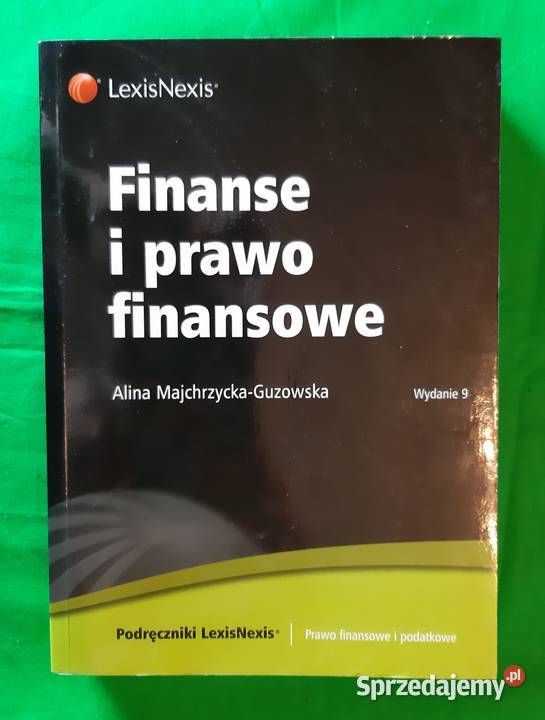 LexisNexis®
Finanse
i prawo
finansowe
Alina Majchrzycka-Guzowska
Wydanie 9
Podręczniki LexisNexis® | Prawo finansowe i podatkowe
Sprzedajemy.pl